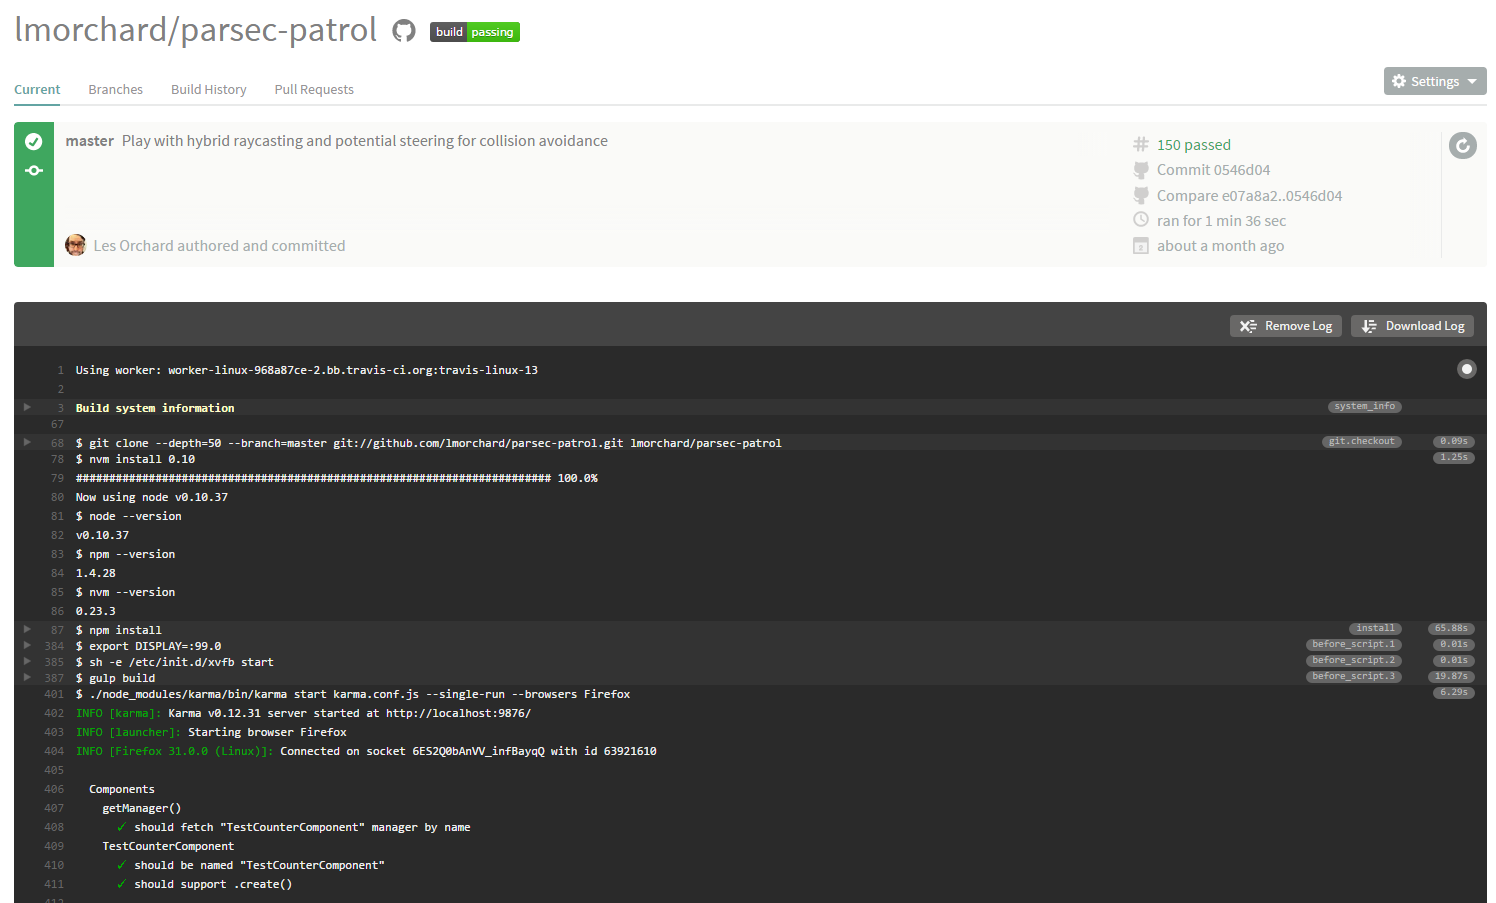 lmorchard/parsec-patrol build passing
Current Branches Build History Pull Requests Settings
master Play with hybrid raycasting and potential steering for collision avoidance
# 150 passed
Commit 0546d04
Compare e07a8a2..0546d04
ran for 1 min 36 sec
Les Orchard authored and committed
about a month ago
Remove Log Download Log
1 Using worker: worker-linux-968a87ce-2.bb.travis-ci.org:travis-linux-13
2
3 Build system information system_info
67
68 $ git clone --depth=50 --branch=master git://github.com/lmorchard/parsec-patrol.git lmorchard/parsec-patrol git.checkout 0.09s
78 $ nvm install 0.10 1.25s
79 ######################################################################## 100.0%
80 Now using node v0.10.37
81 $ node --version
82 v0.10.37
83 $ npm --version
84 1.4.28
85 $ nvm --version
86 0.23.3
87 $ npm install install 65.88s
384 $ export DISPLAY=:99.0 before_script.1 0.01s
385 $ sh -e /etc/init.d/xvfb start before_script.2 0.01s
387 $ gulp build before_script.3 19.87s
401 $ ./node_modules/karma/bin/karma start karma.conf.js --single-run --browsers Firefox 6.29s
402 INFO [karma]: Karma v0.12.31 server started at http://localhost:9876/
403 INFO [launcher]: Starting browser Firefox
404 INFO [Firefox 31.0.0 (Linux)]: Connected on socket 6ES2Q0bAnVV_infBayqQ with id 63921610
405
406 Components
407 getManager()
408 ✓ should fetch "TestCounterComponent" manager by name
409 TestCounterComponent
410 ✓ should be named "TestCounterComponent"
411 ✓ should support .create()